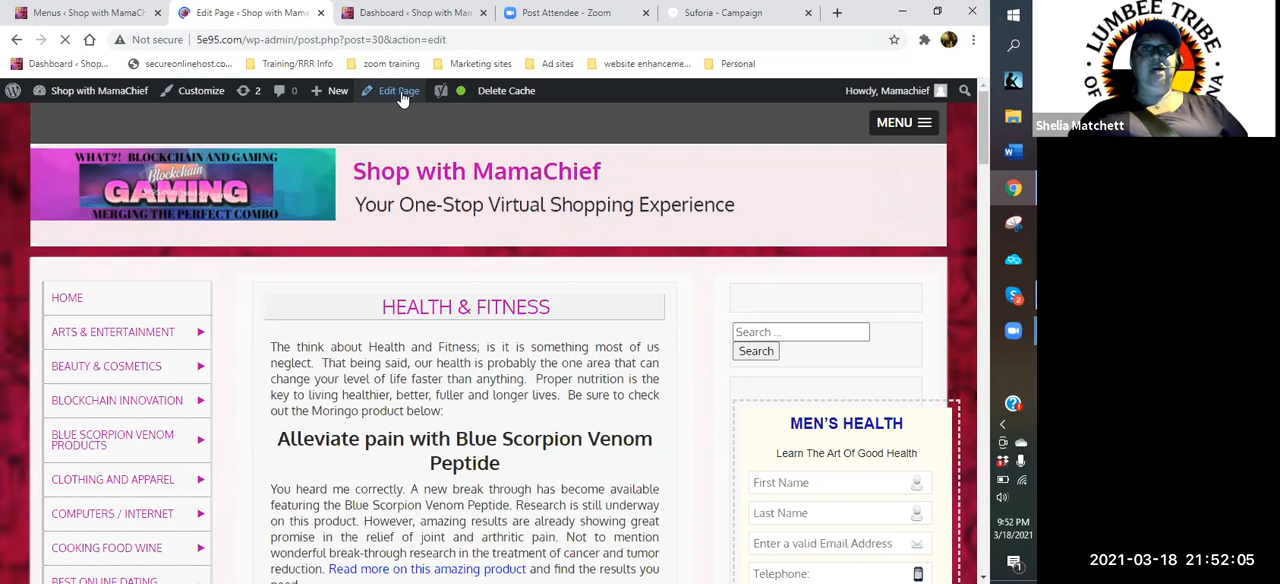 Menus ‹ Shop with MamaCh
Edit Page ‹ Shop with Mama
Dashboard ‹ Shop with Mam
Post Attendee - Zoom
Suforia - Campaign
Not secure
5e95.com/wp-admin/post.php?post=30&action=edit
Dashboard ‹ Shop...
secureonlinehost.co...
Training/RRR Info
zoom training
Marketing sites
Ad sites
website enhanceme...
Personal
Shop with MamaChief
Customize
2
0
New
Edit Page
Delete Cache
Howdy, Mamachief
MENU
WHAT?! BLOCKCHAIN AND GAMING
Blockchain
GAMING
MERGING THE PERFECT COMBO
Shop with MamaChief
Your One-Stop Virtual Shopping Experience
HOME
ARTS & ENTERTAINMENT
BEAUTY & COSMETICS
BLOCKCHAIN INNOVATION
BLUE SCORPION VENOM
PRODUCTS
CLOTHING AND APPAREL
COMPUTERS / INTERNET
COOKING FOOD WINE
BEST ONLINE DATING
HEALTH & FITNESS
The think about Health and Fitness; is it is something most of us
neglect. That being said, our health is probably the one area that can
change your level of life faster than anything. Proper nutrition is the
key to living healthier, better, fuller and longer lives. Be sure to check
out the Moringo product below:
Alleviate pain with Blue Scorpion Venom
Peptide
You heard me correctly. A new break through has become available
featuring the Blue Scorpion Venom Peptide. Research is still underway
on this product. However, amazing results are already showing great
promise in the relief of joint and arthritic pain. Not to mention
wonderful break-through research in the treatment of cancer and tumor
reduction. Read more on this amazing product and find the results you
need.
Search ...
Search
MEN'S HEALTH
Learn The Art Of Good Health
First Name
Last Name
Enter a valid Email Address
Telephone:
LUMBEE TRIBE
OF
NA
Shelia Matchett
9:52 PM
3/18/2021
2021-03-18 21:52:05